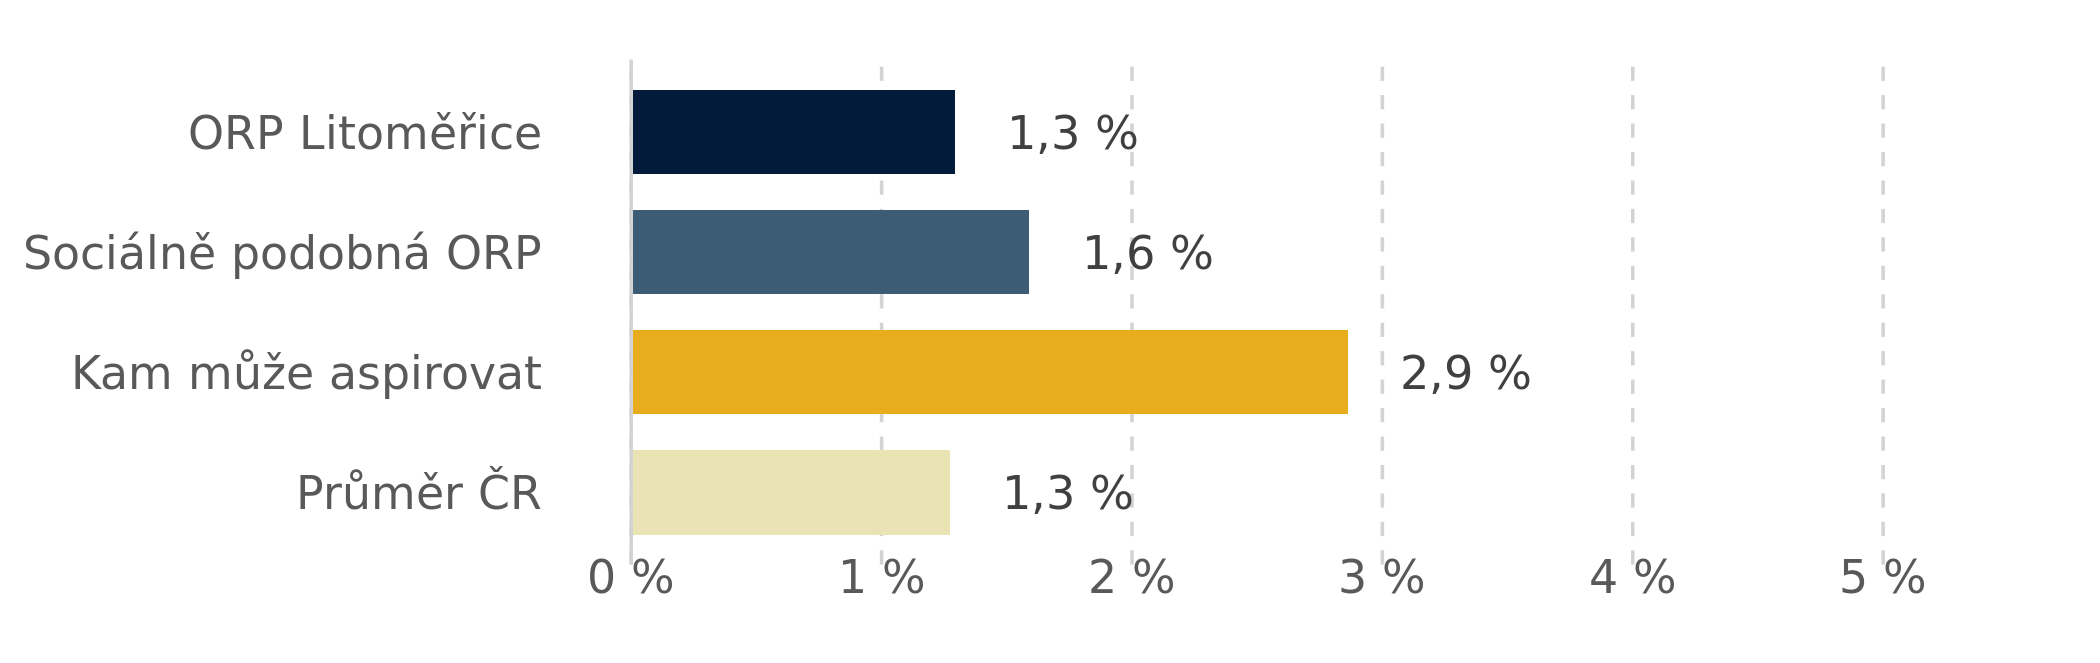 ORP Litoměřice 1,3 %
Sociálně podobná ORP 1,6 %
Kam může aspirovat 2,9 %
Průměr ČR 1,3 %
0 % 1 % 2 % 3 % 4 % 5 %